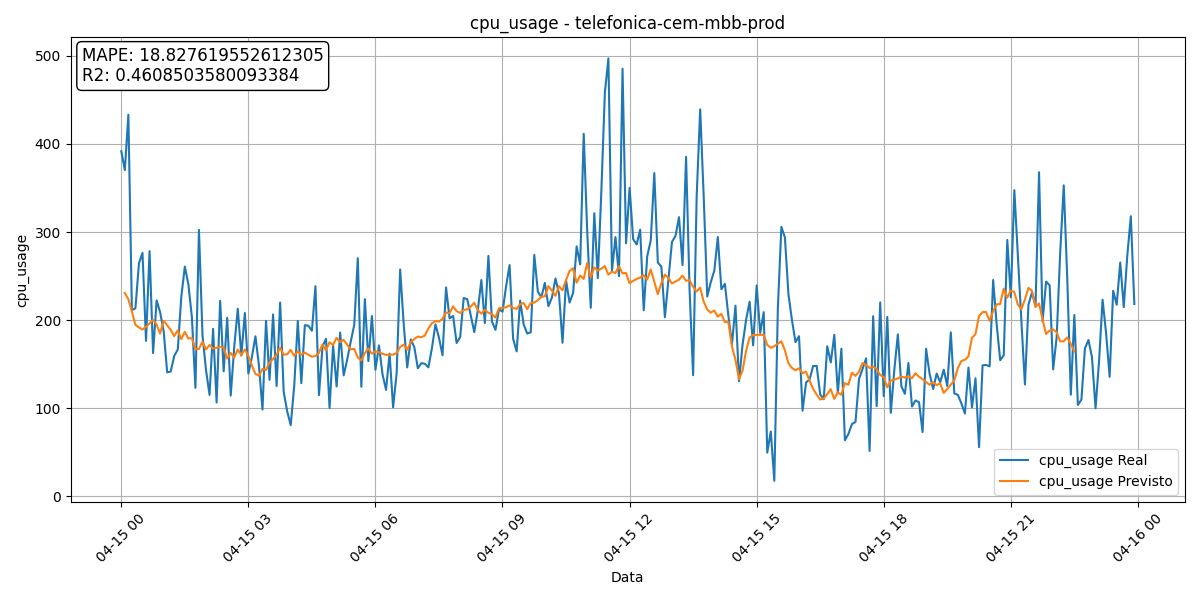 cpu_usage - telefonica-cem-mbb-prod
MAPE: 18.827619552612305
R2: 0.4608503580093384
cpu_usage
500
400
300
200
100
0
cpu_usage Real
cpu_usage Previsto
04-15 00
04-15 03
04-15 06
04-15 09
04-15 12
04-15 15
04-15 18
04-15 21
04-16 00
Data